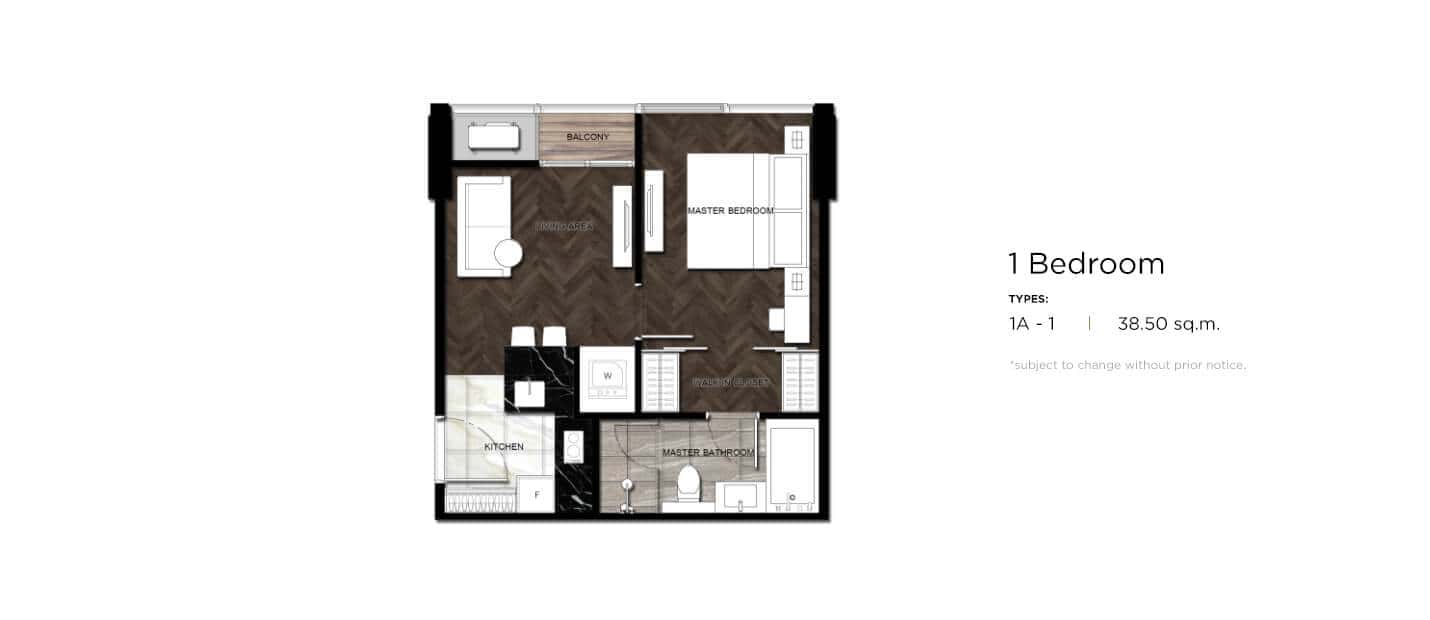 BALCONY
MASTER BEDROOM
LIVING AREA
W
WALK IN CLOSET
KITCHEN
MASTER BATHROOM
F
1 Bedroom
TYPES:
1A - 1 | 38.50 sq.m.
*subject to change without prior notice.